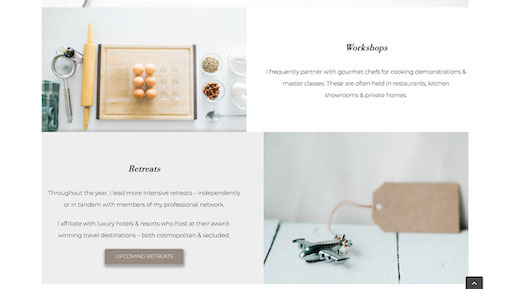 Workshops
I frequently partner with gourmet chefs for cooking demonstrations &
master classes. These are often held in restaurants, kitchen
showrooms & private homes.
Retreats
Throughout the year, I lead more intensive retreats – independently
or in tandem with members of my professional network.
I affiliate with luxury hotels & resorts who host at their award-
winning travel destinations – both cosmopolitan & secluded.
UPCOMING RETREATS